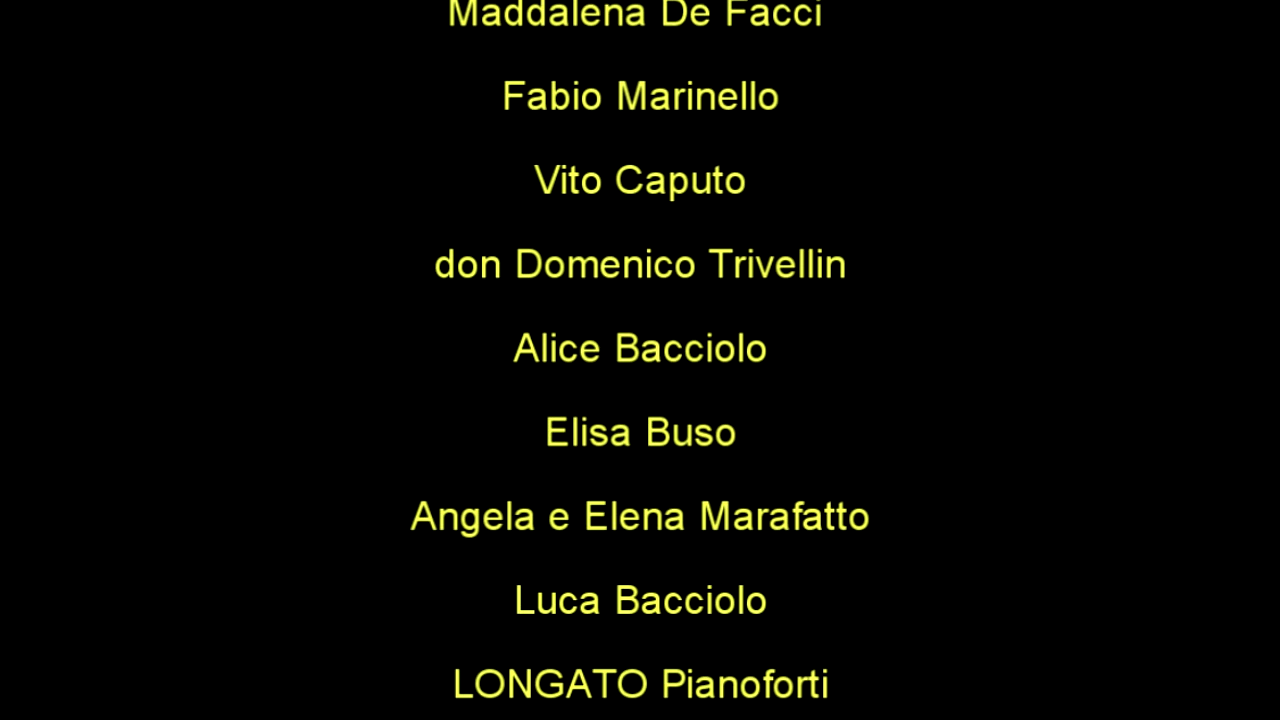 Maddalena De Facci
Fabio Marinello
Vito Caputo
don Domenico Trivellin
Alice Bacciolo
Elisa Buso
Angela e Elena Marafatto
Luca Bacciolo
LONGATO Pianoforti